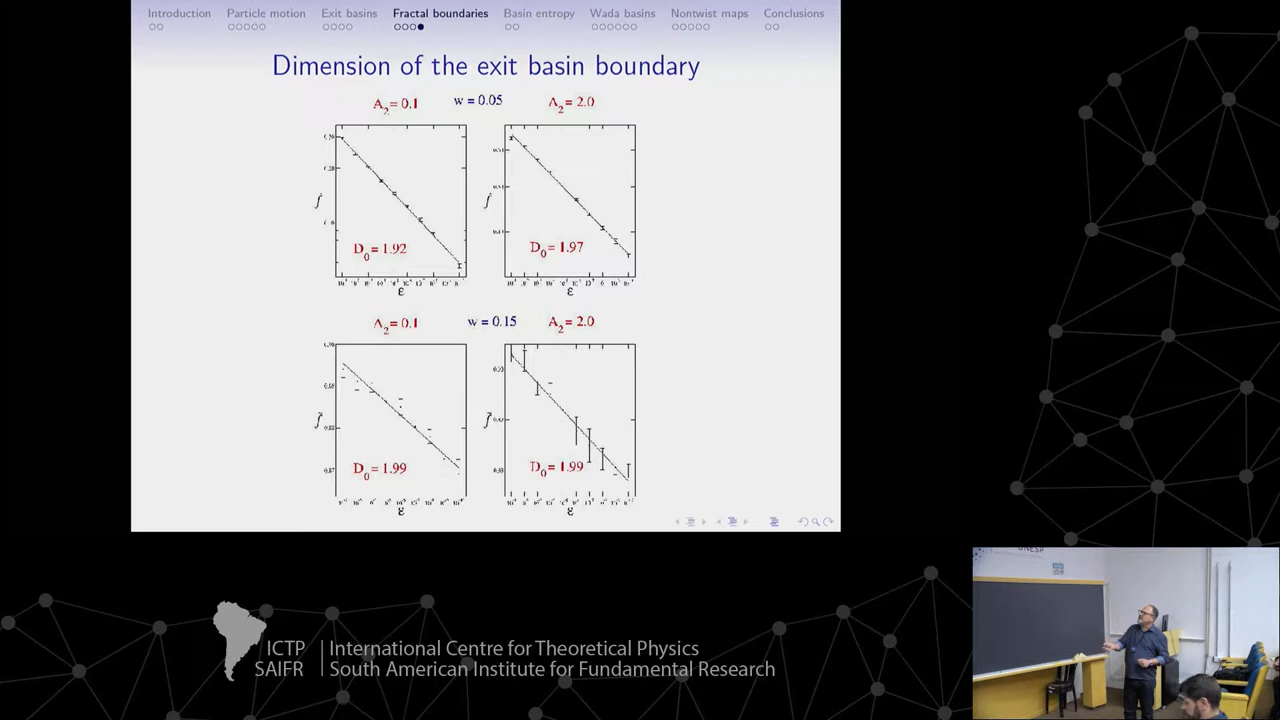 Introduction Particle motion Exit basins Fractal boundaries Basin entropy Wada basins Nontwist maps Conclusions
Dimension of the exit basin boundary
A2= 0.1 w = 0.05 A2= 2.0
f f
D0= 1.92 D0= 1.97
ε ε
A2= 0.1 w = 0.15 A2= 2.0
f̃ f̃
D0= 1.99 D0= 1.99
ε ε
UNESP
ICTP International Centre for Theoretical Physics
SAIFR South American Institute for Fundamental Research